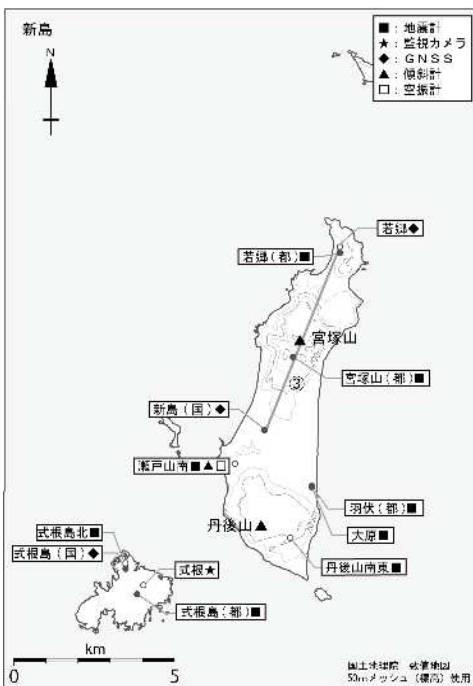 新島
■：地震計
★：監視カメラ
◆：ＧＮＳＳ
▲：傾斜計
□：空振計
N
若郷◆
若郷（都）■
宮塚山
宮塚山（都）■
③
新島（国）◆
瀬戸山南■▲□
羽伏（都）■
丹後山
大原■
式根島北■
式根島（国）◆
丹後山南東■
式根★
式根島（都）■
km
0 5
国土地理院 数値地図
50mメッシュ（標高）使用